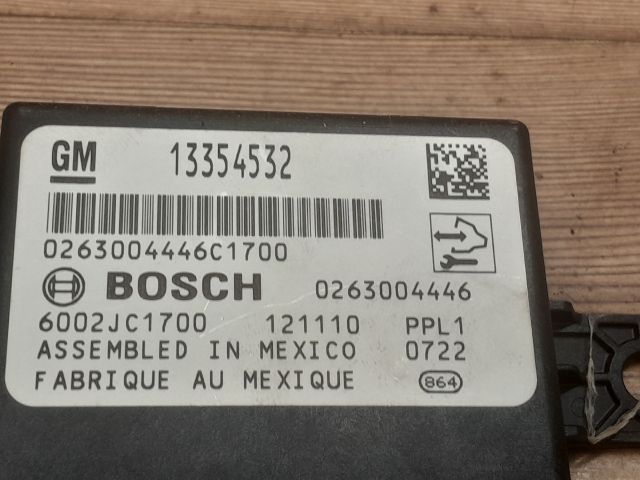 GM 13354532
0263004446C1700
BOSCH 0263004446
6002JC1700 121110 PPL1
ASSEMBLED IN MEXICO 0722
FABRIQUE AU MEXIQUE 864